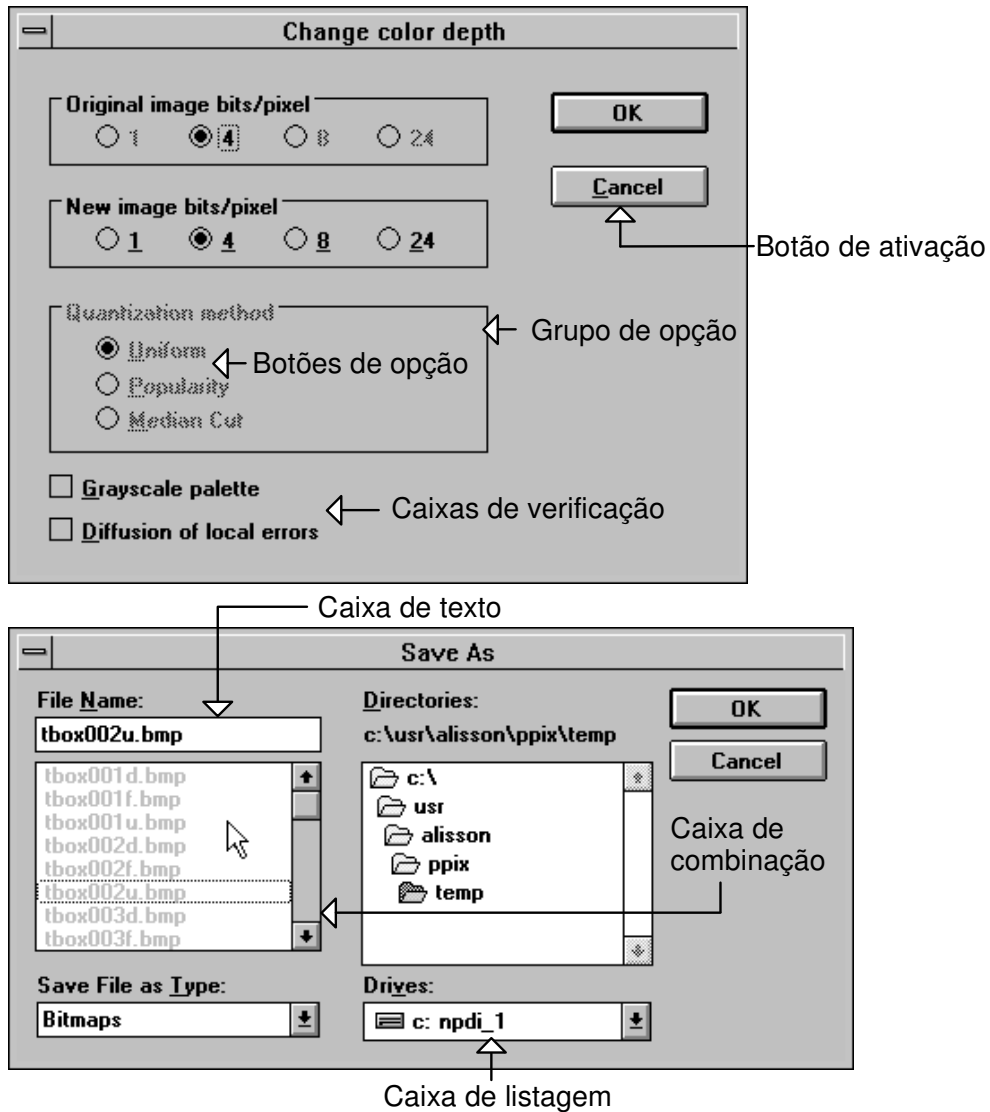 Change color depth
Original image bits/pixel
1 4 8 24
OK
Cancel
New image bits/pixel
1 4 8 24
Botão de ativação
Quantization method
Grupo de opção
Uniform
Botões de opção
Popularity
Median Cut
Grayscale palette
Caixas de verificação
Diffusion of local errors
Caixa de texto
Save As
File Name:
tbox002u.bmp
tbox001d.bmp
tbox001f.bmp
tbox001u.bmp
tbox002d.bmp
tbox002f.bmp
tbox002u.bmp
tbox003d.bmp
tbox003f.bmp
Directories:
c:\usr\alisson\ppix\temp
c:\
usr
alisson
ppix
temp
OK
Cancel
Caixa de
combinação
Save File as Type:
Bitmaps
Drives:
c: npdi_1
Caixa de listagem